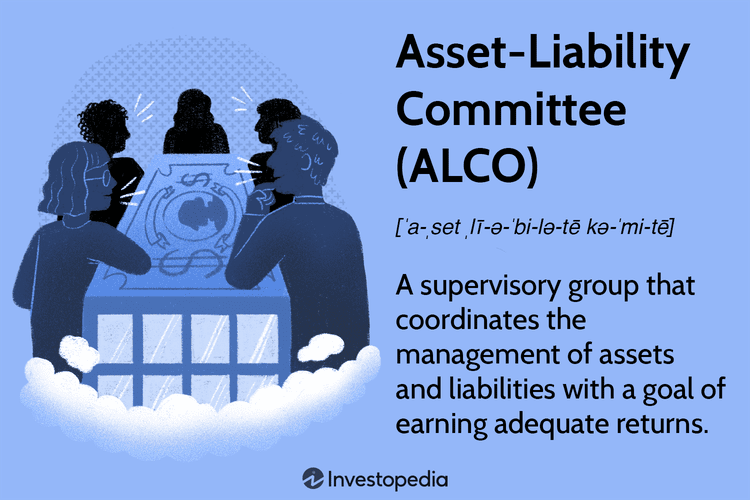 Asset-Liability
Committee
(ALCO)
[ˈa-ˌset ˌlī-ə-ˈbi-lə-tē kə-ˈmi-tē]
A supervisory group that
coordinates the
management of assets
and liabilities with a goal of
earning adequate returns.
$
$
Investopedia